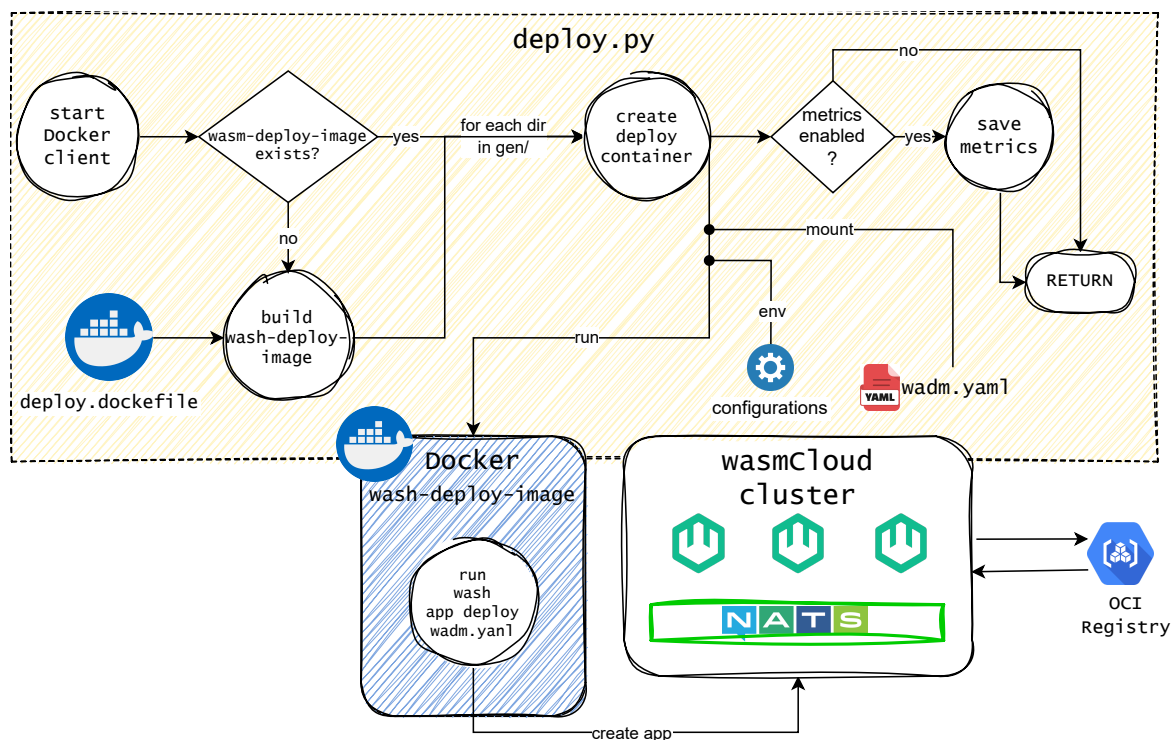 deploy.py
start
Docker
client
wasm-deploy-image
exists?
yes
no
for each dir
in gen/
create
deploy
container
metrics
enabled
?
no
yes
save
metrics
RETURN
build
wash-deploy-
image
deploy.dockefile
mount
env
run
configurations
YAML
wadm.yaml
Docker
wash-deploy-image
run
wash
app deploy
wadm.yanl
wasmCloud
cluster
NATS
OCI
Registry
create app